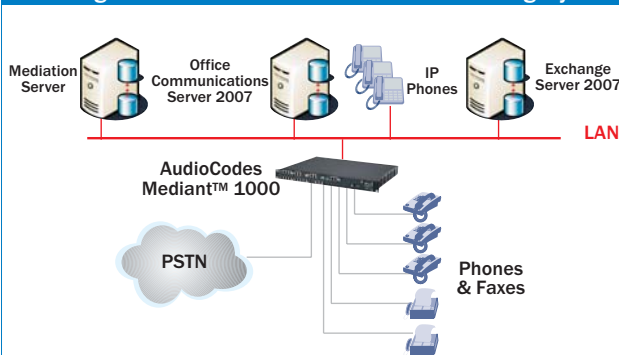 Mediation
Server
Office
Communications
Server 2007
IP
Phones
Exchange
Server 2007
LAN
AudioCodes
Mediant™ 1000
PSTN
Phones
& Faxes